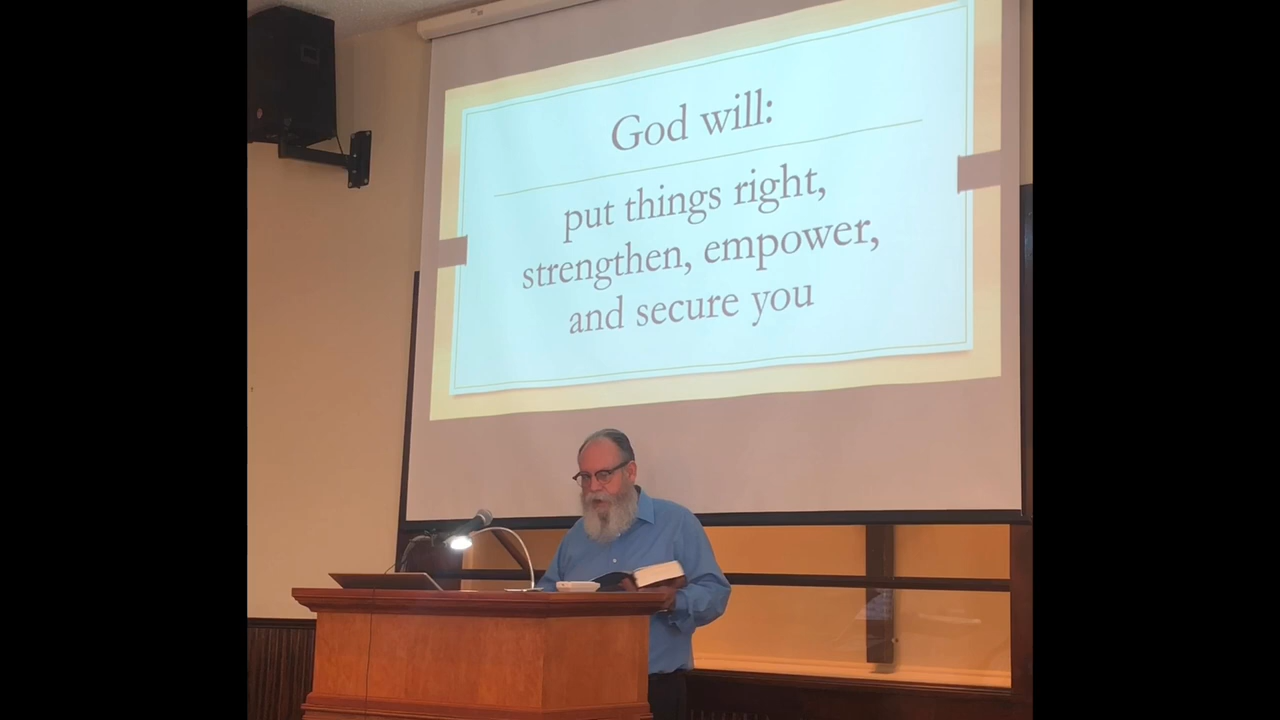 God will:
put things right,
strengthen, empower,
and secure you